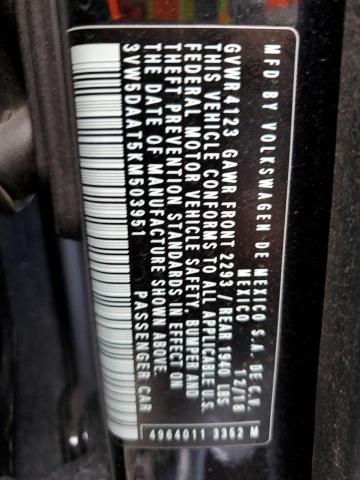 MFD BY VOLKSWAGEN DE MEXICO S.A. DE C.V.
MEXICO 12/18
GVWR 4123 GAWR FRONT 2293 / REAR 1940 LBS
THIS VEHICLE CONFORMS TO ALL APPLICABLE U.S.
FEDERAL MOTOR VEHICLE SAFETY, BUMPER AND
THEFT PREVENTION STANDARDS IN EFFECT ON
THE DATE OF MANUFACTURE SHOWN ABOVE.
3VW5DAAT5KM503951 PASSENGER CAR
4964011 3352 M